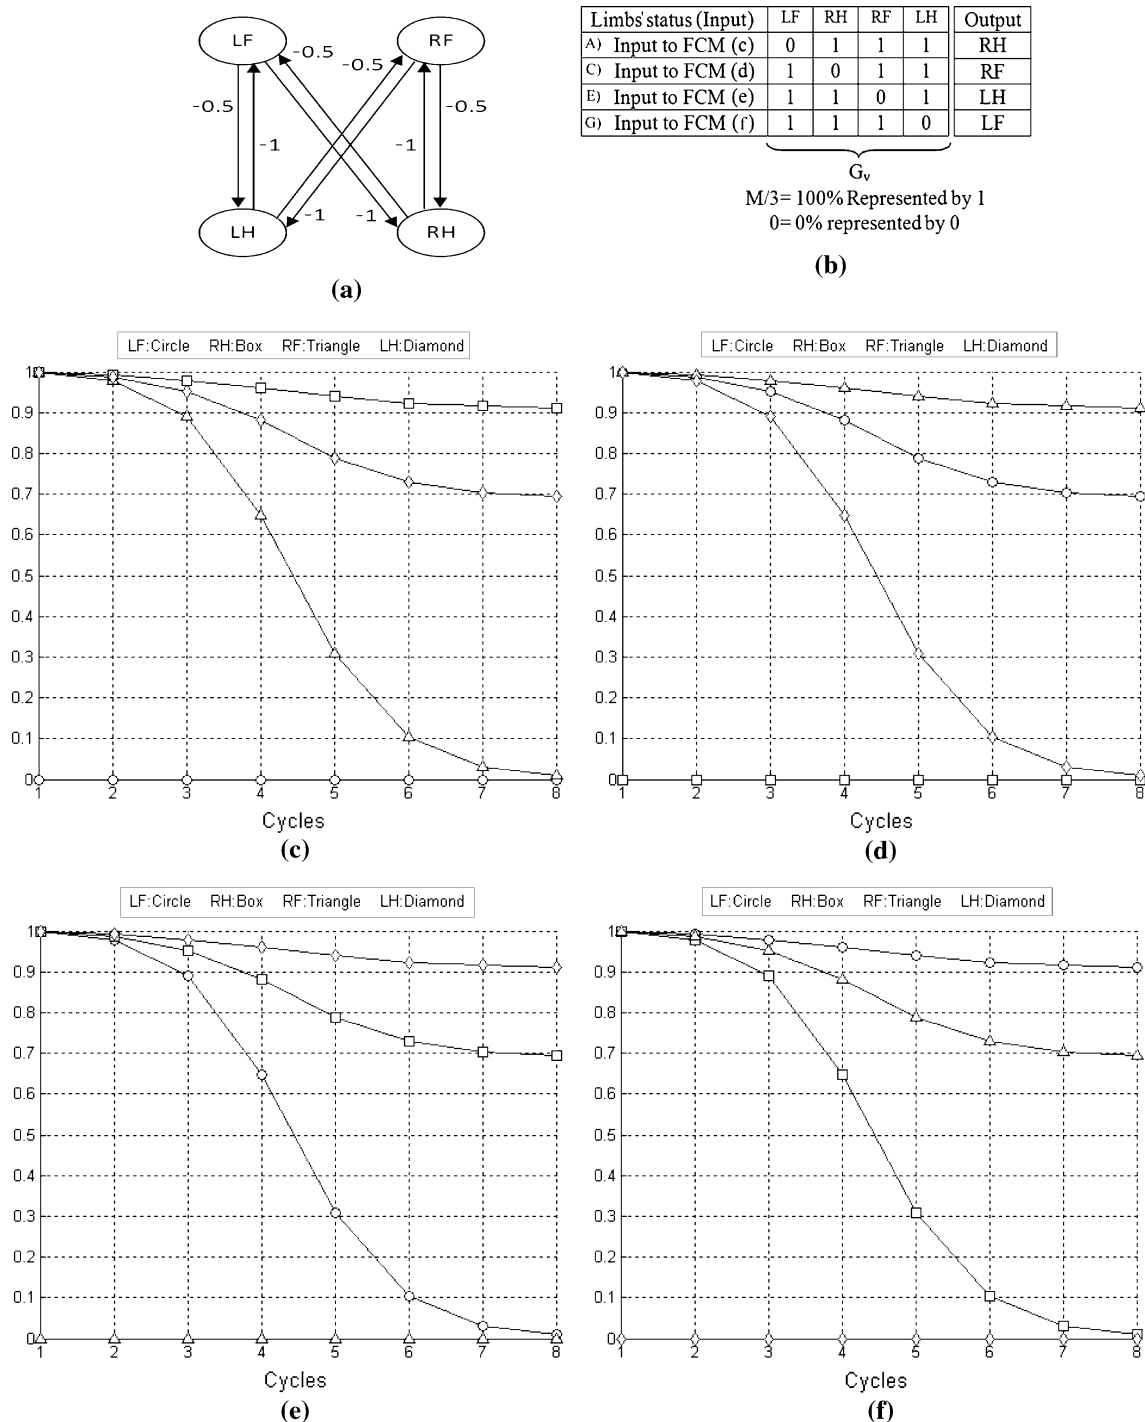 LF
RF
-0.5
-0.5
-0.5
-0.5
-1
-1
-1
-1
LH
RH
(a)
Limbs' status (Input) LF RH RF LH Output
A) Input to FCM (c) 0 1 1 1 RH
C) Input to FCM (d) 1 0 1 1 RF
E) Input to FCM (e) 1 1 0 1 LH
G) Input to FCM (f) 1 1 1 0 LF
Gv
M/3= 100% Represented by 1
0= 0% represented by 0
(b)
LF:Circle RH:Box RF:Triangle LH:Diamond
1
0.9
0.8
0.7
0.6
0.5
0.4
0.3
0.2
0.1
0
1 2 3 4 5 6 7 8
Cycles
(c)
LF:Circle RH:Box RF:Triangle LH:Diamond
1
0.9
0.8
0.7
0.6
0.5
0.4
0.3
0.2
0.1
0
1 2 3 4 5 6 7 8
Cycles
(d)
LF:Circle RH:Box RF:Triangle LH:Diamond
1
0.9
0.8
0.7
0.6
0.5
0.4
0.3
0.2
0.1
0
1 2 3 4 5 6 7 8
Cycles
(e)
LF:Circle RH:Box RF:Triangle LH:Diamond
1
0.9
0.8
0.7
0.6
0.5
0.4
0.3
0.2
0.1
0
1 2 3 4 5 6 7 8
Cycles
(f)